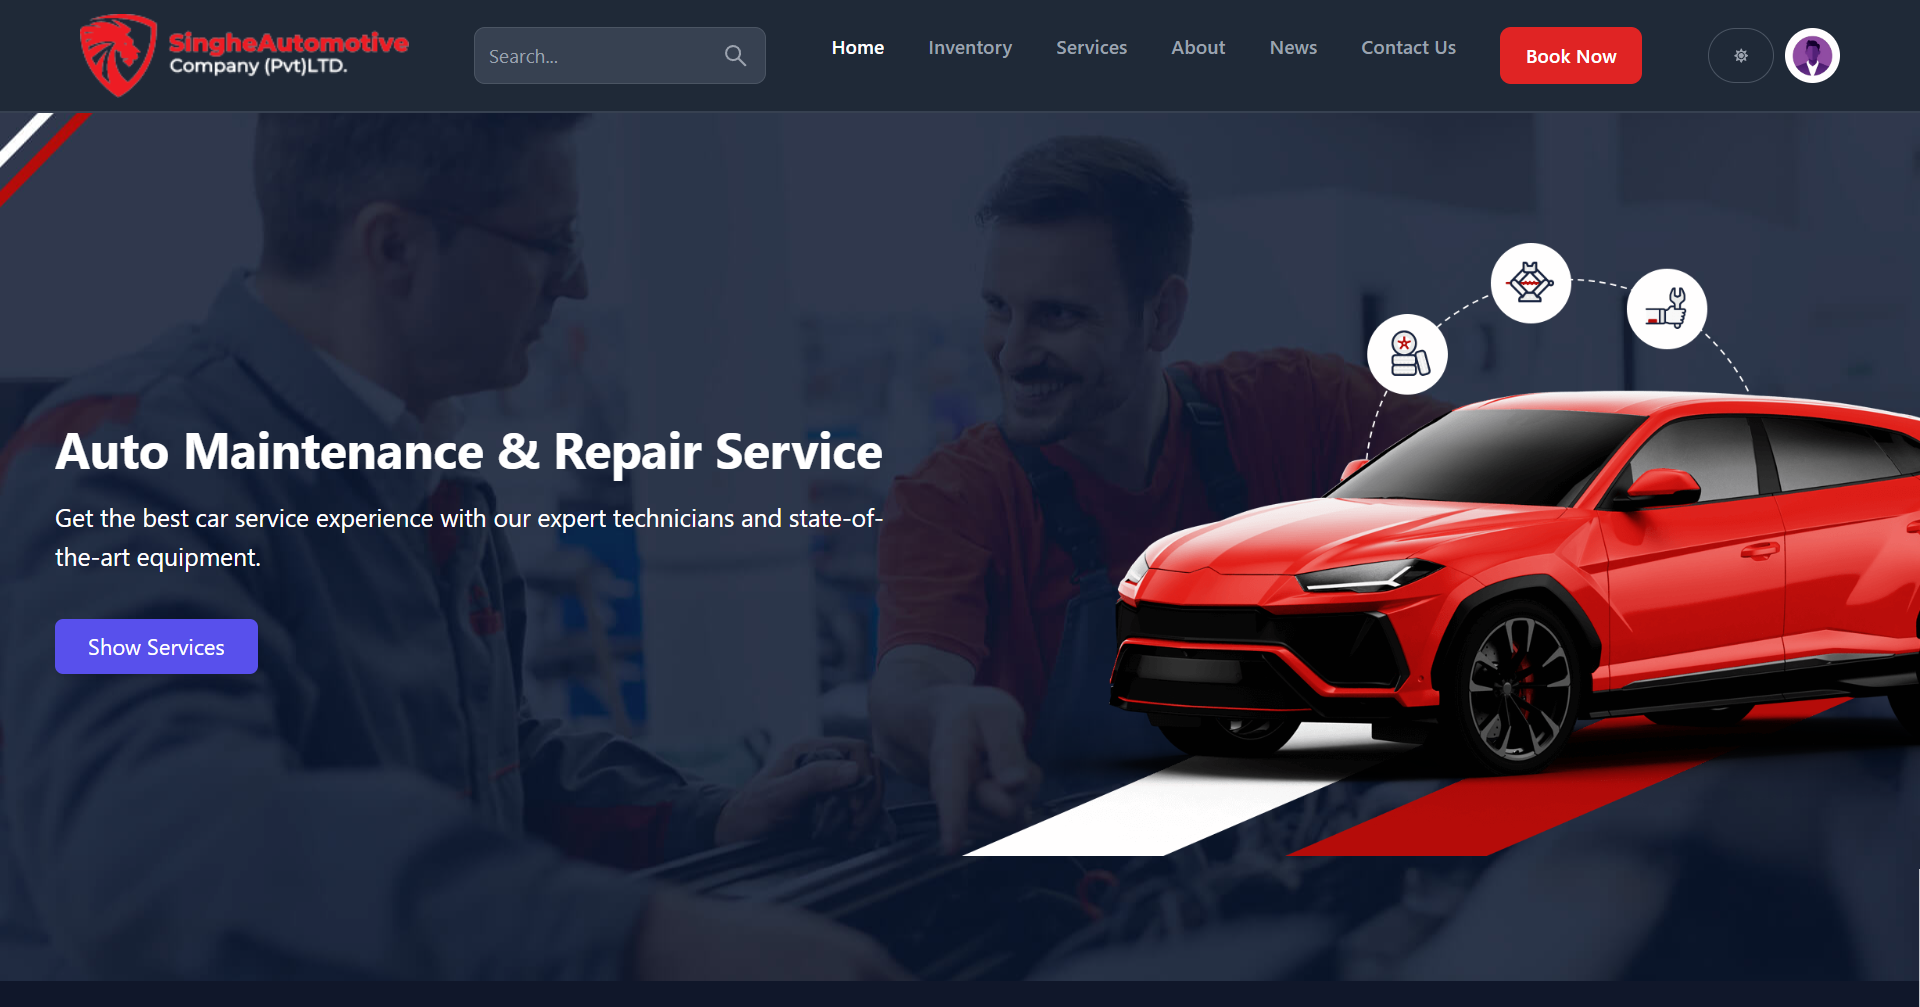 SingheAutomotive
Company (Pvt)LTD.
Search...
Home
Inventory
Services
About
News
Contact Us
Book Now
Auto Maintenance & Repair Service
Get the best car service experience with our expert technicians and state-of-
the-art equipment.
Show Services